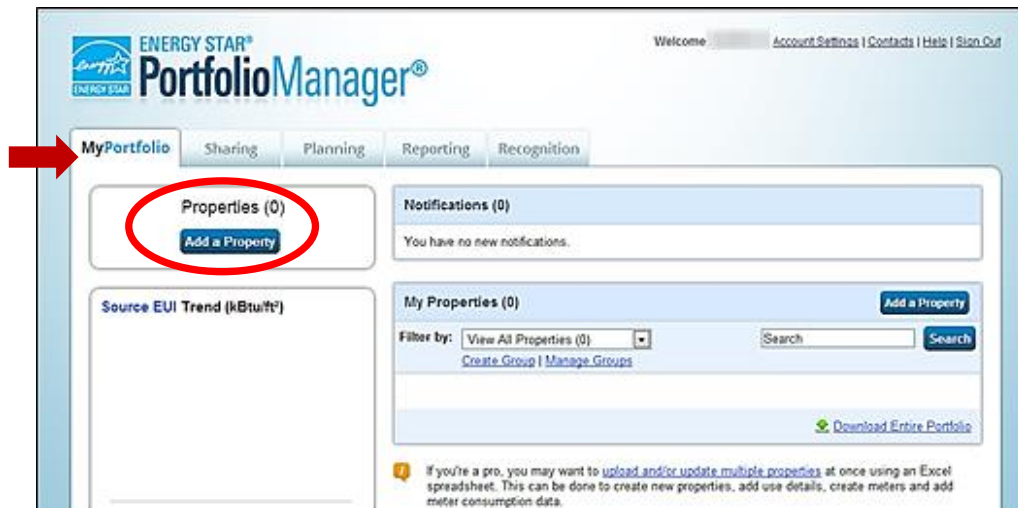 ENERGY STAR®
PortfolioManager®
ENERGY STAR
Welcome
Account Settings | Contacts | Help | Sign Out
MyPortfolio Sharing Planning Reporting Recognition
Properties (0)
Add a Property
Source EUI Trend (kBtu/ft²)
Notifications (0)
You have no new notifications.
My Properties (0)
Add a Property
Filter by: View All Properties (0) Search Search
Create Group | Manage Groups
Download Entire Portfolio
If you're a pro, you may want to upload and/or update multiple properties at once using an Excel
spreadsheet. This can be done to create new properties, add use details, create meters and add
meter consumption data.